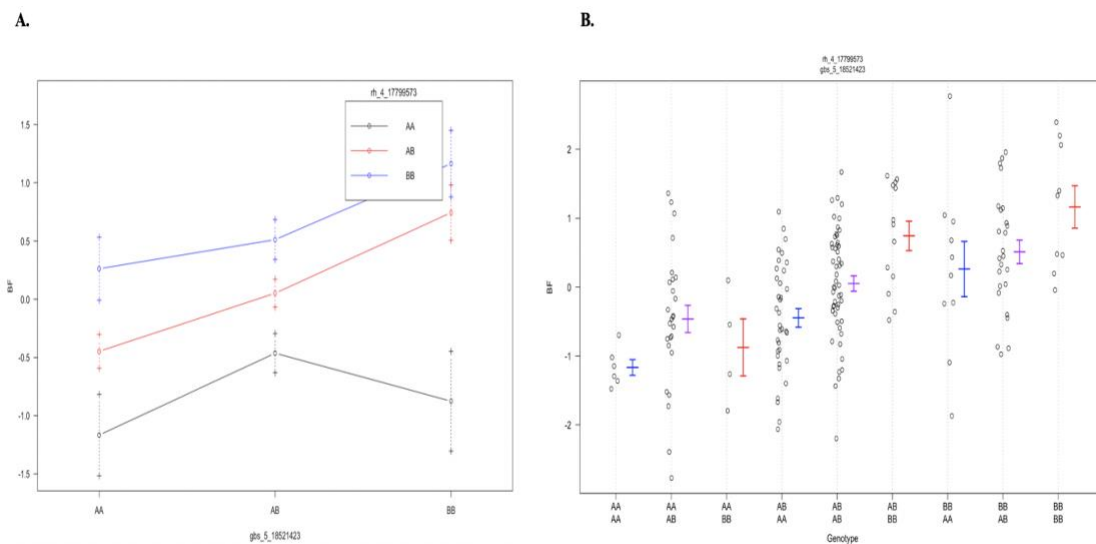 A.
B.
rh_4_17799573
AA
AB
BB
1.5
1.0
0.5
0.0
-0.5
-1.0
-1.5
BIF
AA AB BB
gbs_5_18521423
rh_4_17799573
gbs_5_18521423
2
1
0
-1
-2
BIF
AA AA AA AB AB AB BB BB BB
AA AB BB AA AB BB AA AB BB
Genotype